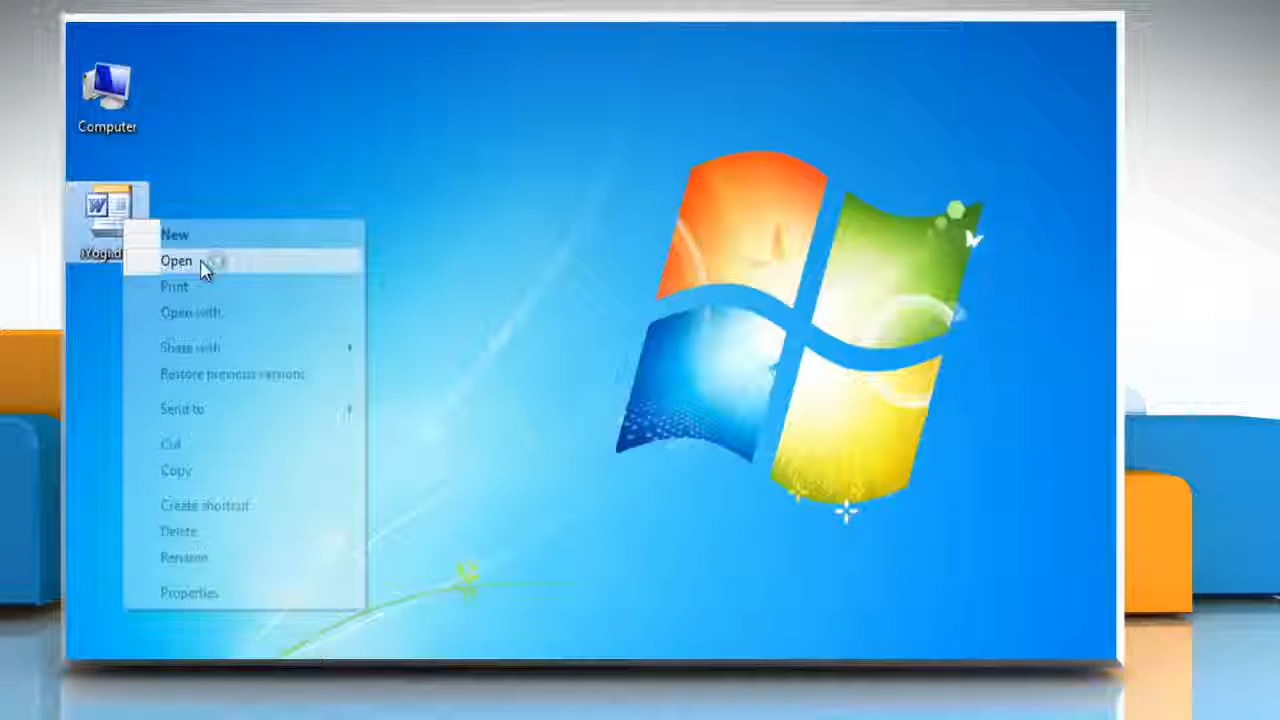 Computer
New
Open
Print
Open with
Share with
Restore previous versions
Send to
Cut
Copy
Create shortcut
Delete
Rename
Properties